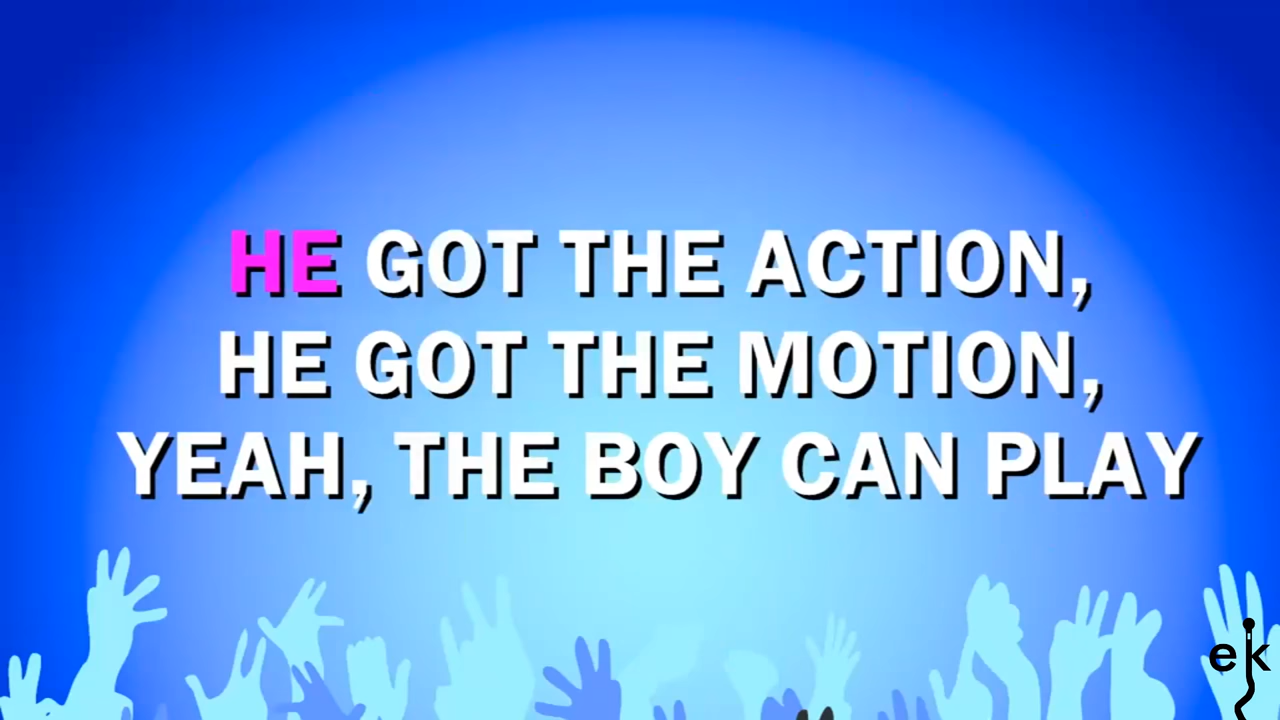 HE GOT THE ACTION,
HE GOT THE MOTION,
YEAH, THE BOY CAN PLAY
ek